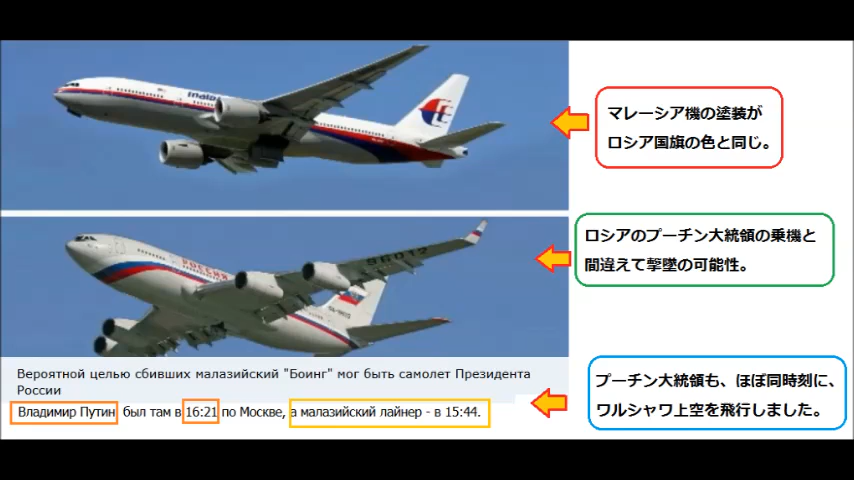 malay
マレーシア機の塗装が
ロシア国旗の色と同じ。
РОССИЯ
96012
ロシアのプーチン大統領の乗機と
間違えて撃墜の可能性。
Вероятной целью сбивших малазийский "Боинг" мог быть самолет Президента
России
Владимир Путин был там в 16:21 по Москве, а малазийский лайнер - в 15:44.
プーチン大統領も、ほぼ同時刻に、
ワルシャワ上空を飛行しました。